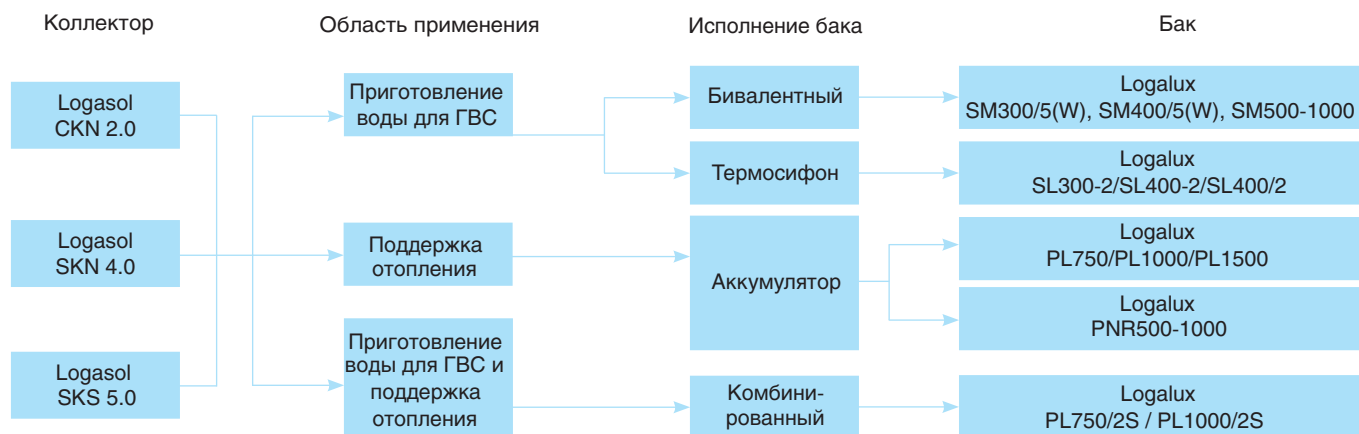 Коллектор
Область применения
Исполнение бака
Бак
Logasol
CKN 2.0
Приготовление
воды для ГВС
Бивалентный
Logalux
SM300/5(W), SM400/5(W), SM500-1000
Термосифон
Logalux
SL300-2/SL400-2/SL400/2
Logasol
SKN 4.0
Поддержка
отопления
Аккумулятор
Logalux
PL750/PL1000/PL1500
Logalux
PNR500-1000
Logasol
SKS 5.0
Приготовление
воды для ГВС и
поддержка
отопления
Комбини-
рованный
Logalux
PL750/2S / PL1000/2S